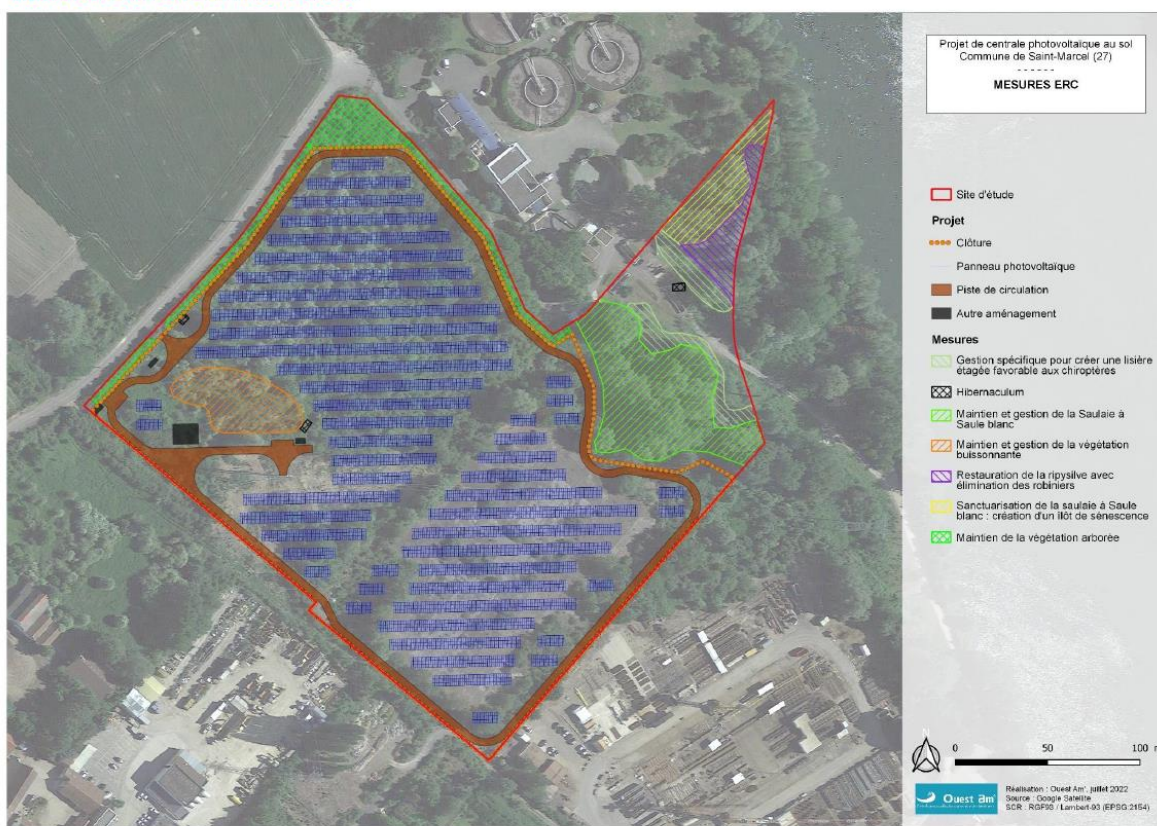 Projet de centrale photovoltaïque au sol
Commune de Saint-Marcel (27)
------
MESURES ERC
Site d'étude
Projet
Clôture
Panneau photovoltaïque
Piste de circulation
Autre aménagement
Mesures
Gestion spécifique pour créer une lisière
étagée favorable aux chiroptères
Hibernaculum
Maintien et gestion de la Saulaie à
Saule blanc
Maintien et gestion de la végétation
buissonnante
Restauration de la ripysilve avec
élimination des robiniers
Sanctuarisation de la saulaie à Saule
blanc : création d'un îlôt de sénescence
Maintien de la végétation arborée
N
0 50 100 m
Ouest Am'
Réalisation : Ouest Am', juillet 2022
Source : Google Satellite
SCR : RGF93 / Lambert-93 (EPSG:2154)